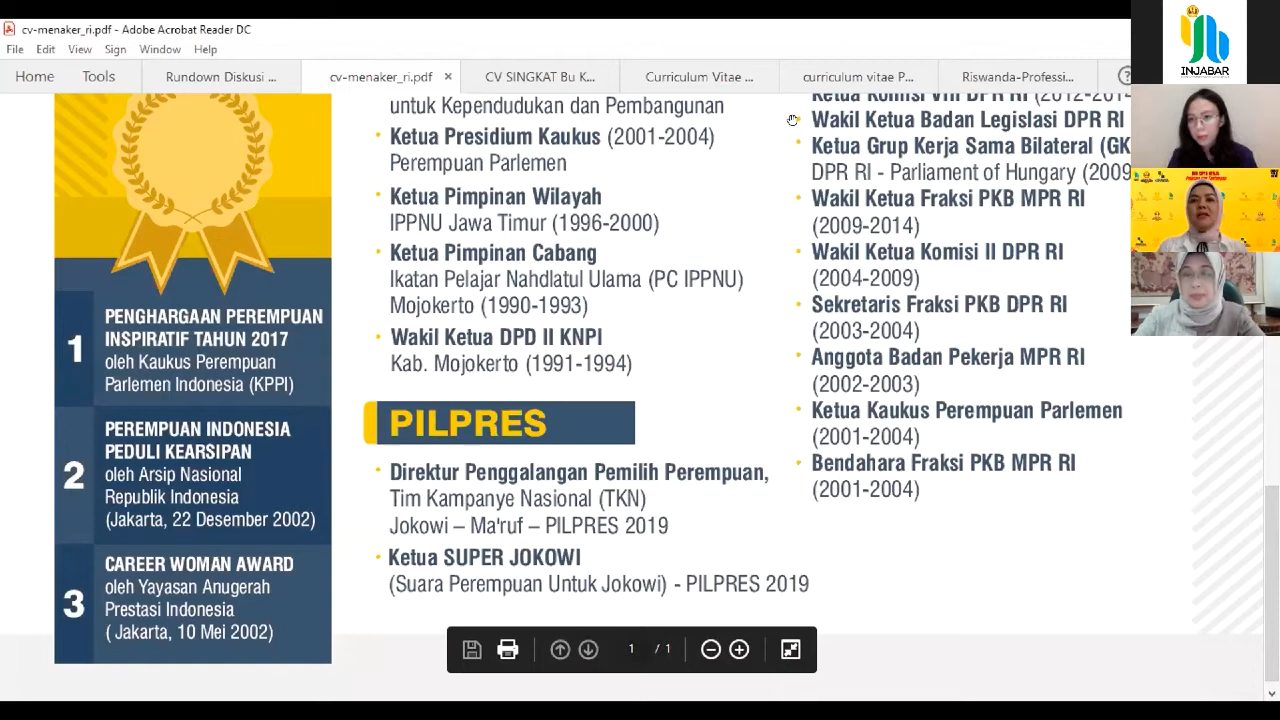 cv-menaker_ri.pdf - Adobe Acrobat Reader DC
File Edit View Sign Window Help
Home Tools Rundown Diskusi ... cv-menaker_ri.pdf × CV SINGKAT Bu K... Curriculum Vitae ... curriculum vitae P... Riswanda-Professi...
INJABAR
1
PENGHARGAAN PEREMPUAN
INSPIRATIF TAHUN 2017
oleh Kaukus Perempuan
Parlemen Indonesia (KPPI)
2
PEREMPUAN INDONESIA
PEDULI KEARSIPAN
oleh Arsip Nasional
Republik Indonesia
(Jakarta, 22 Desember 2002)
3
CAREER WOMAN AWARD
oleh Yayasan Anugerah
Prestasi Indonesia
( Jakarta, 10 Mei 2002)
untuk Kependudukan dan Pembangunan
• Ketua Presidium Kaukus (2001-2004)
Perempuan Parlemen
• Ketua Pimpinan Wilayah
IPPNU Jawa Timur (1996-2000)
• Ketua Pimpinan Cabang
Ikatan Pelajar Nahdlatul Ulama (PC IPPNU)
Mojokerto (1990-1993)
• Wakil Ketua DPD II KNPI
Kab. Mojokerto (1991-1994)
PILPRES
• Direktur Penggalangan Pemilih Perempuan,
Tim Kampanye Nasional (TKN)
Jokowi – Ma'ruf – PILPRES 2019
• Ketua SUPER JOKOWI
(Suara Perempuan Untuk Jokowi) - PILPRES 2019
Ketua Komisi VIII DPR RI (2012-2014
• Wakil Ketua Badan Legislasi DPR RI
• Ketua Grup Kerja Sama Bilateral (GK
DPR RI - Parliament of Hungary (2009
• Wakil Ketua Fraksi PKB MPR RI
(2009-2014)
• Wakil Ketua Komisi II DPR RI
(2004-2009)
• Sekretaris Fraksi PKB DPR RI
(2003-2004)
• Anggota Badan Pekerja MPR RI
(2002-2003)
• Ketua Kaukus Perempuan Parlemen
(2001-2004)
• Bendahara Fraksi PKB MPR RI
(2001-2004)
1 / 1